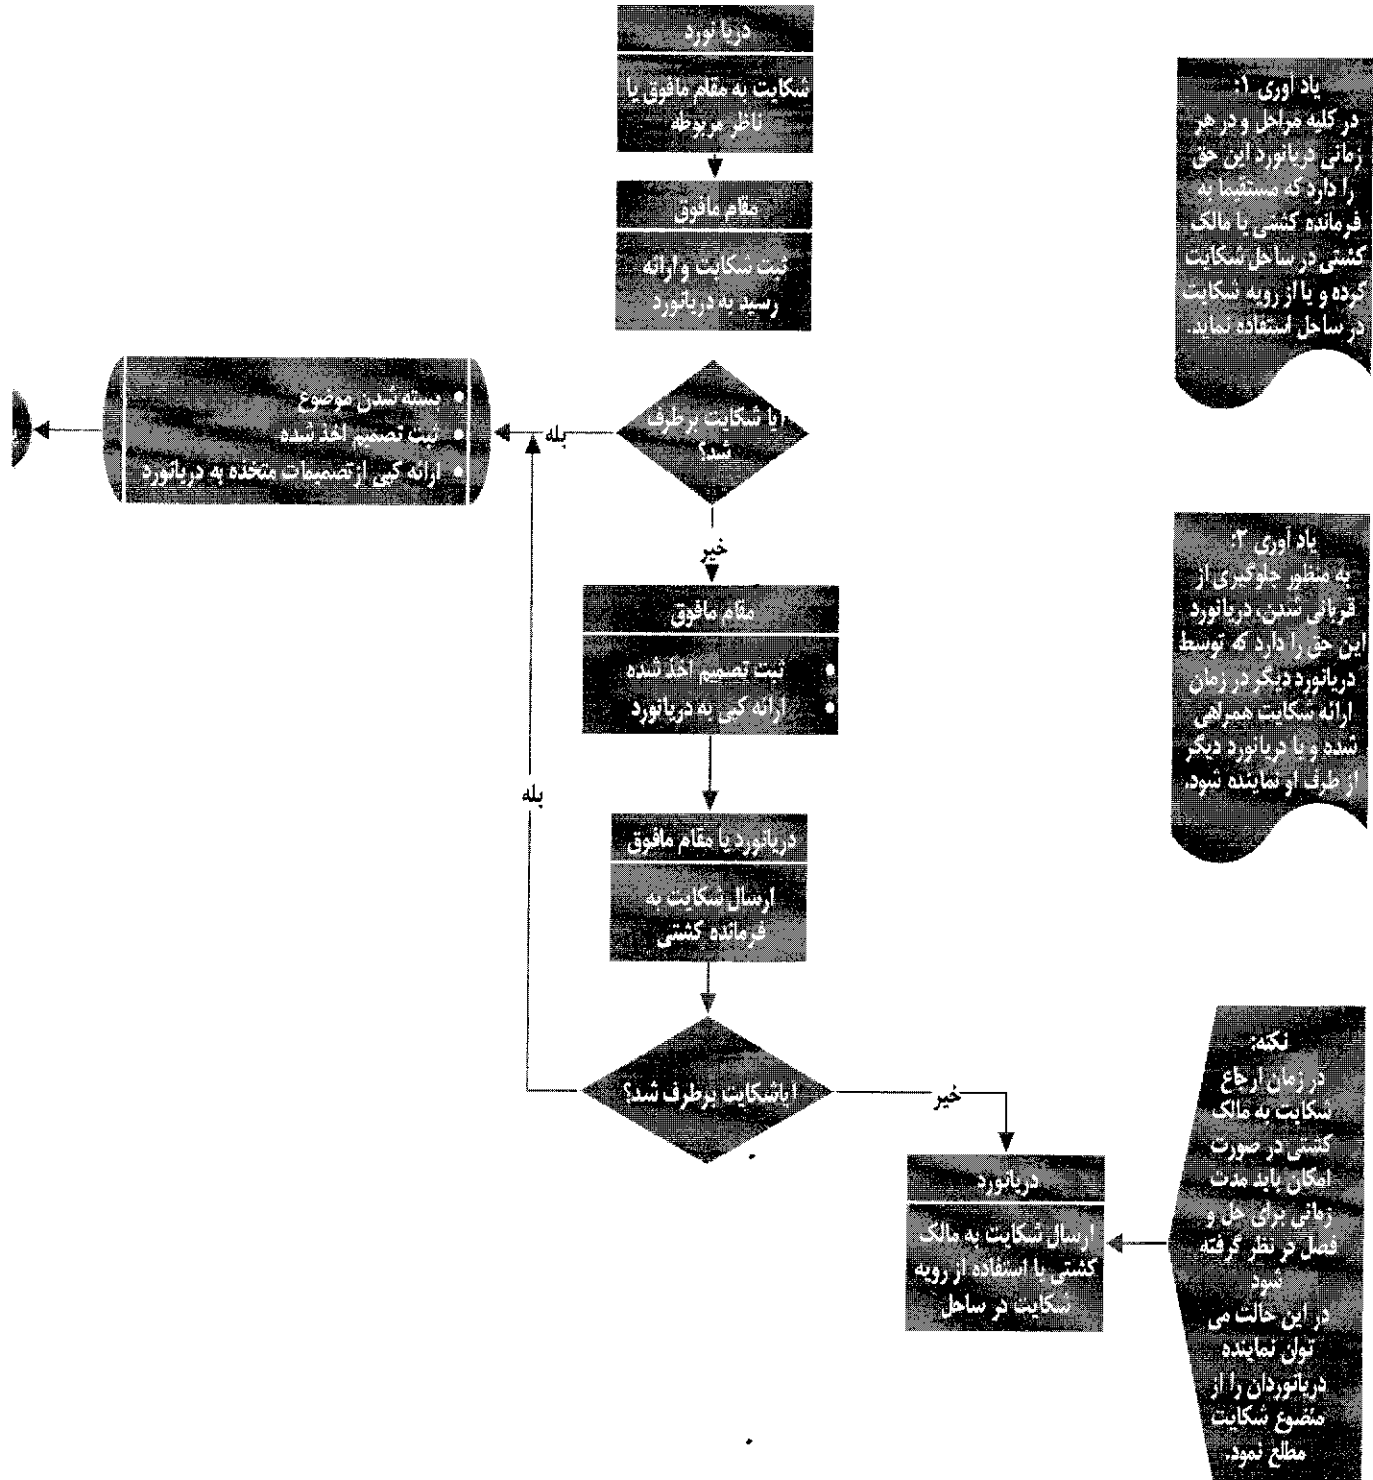 دریا نورد
شکایت به مقام مافوق یا
ناظر مربوطه
مقام مافوق
ثبت شکایت و ارائه
رسید به دریانورد
ایا شکایت برطرف
شد؟
بله
• بسته شدن موضوع
• ثبت تصمیم اخذ شده
• ارائه کپی از تصمیمات متخذه به دریانورد
خیر
مقام مافوق
• ثبت تصمیم اخذ شده
• ارائه کپی به دریانورد
بله
دریانورد یا مقام مافوق
ارسال شکایت به
فرمانده کشتی
ایاشکایت برطرف شد؟
خیر
دریانورد
ارسال شکایت به مالک
کشتی یا استفاده از رویه
شکایت در ساحل
یاد آوری ۱:
در کلیه مراحل و در هر
زمانی دریانورد این حق
را دارد که مستقیما به
فرمانده کشتی یا مالک
کشتی در ساحل شکایت
کرده و یا از رویه شکایت
در ساحل استفاده نماید.
یاد آوری ۲:
به منظور جلوگیری از
قربانی شدن، دریانورد
این حق را دارد که توسط
دریانورد دیگر در زمان
ارائه شکایت همراهی
شده و یا دریانورد دیگر
از طرف او نماینده شود.
نکته:
در زمان ارجاع
شکایت به مالک
کشتی در صورت
امکان باید مدت
زمانی برای حل و
فصل در نظر گرفته
شود
در این حالت می
توان نماینده
دریانوردان را از
منضوع شکایت
مطلع نمود.